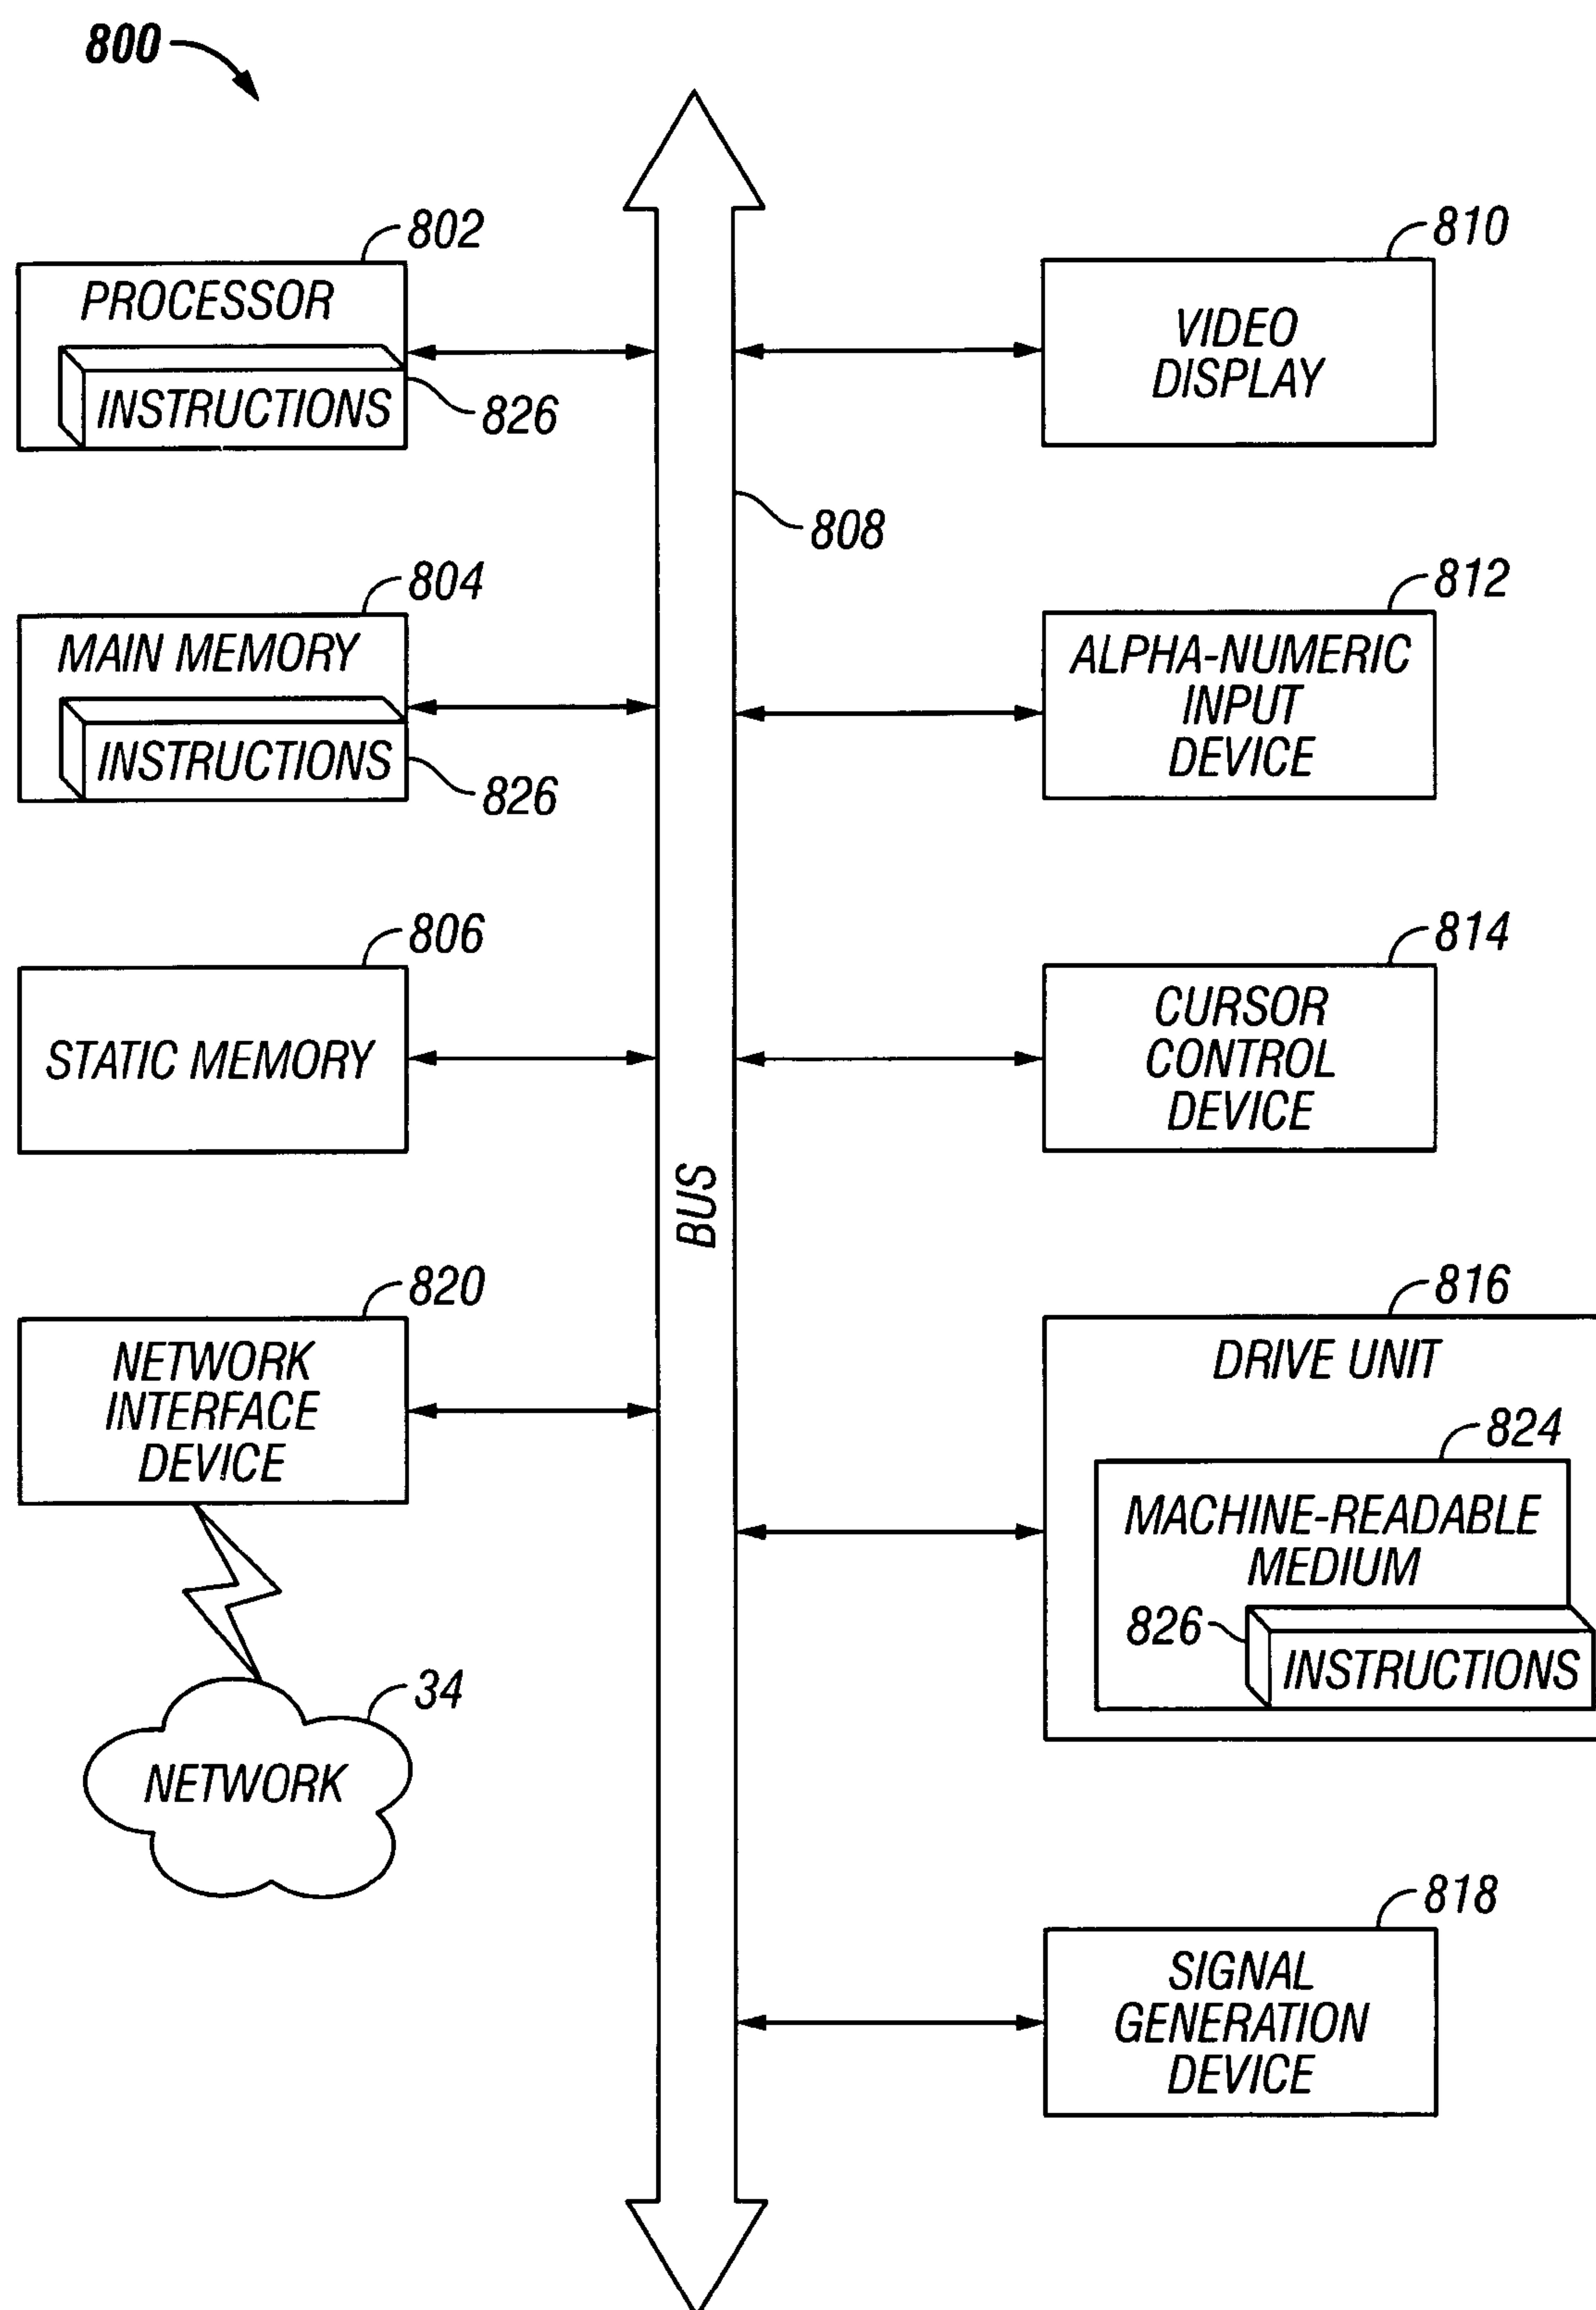 800
802
PROCESSOR
INSTRUCTIONS
826
804
MAIN MEMORY
INSTRUCTIONS
826
806
STATIC MEMORY
820
NETWORK
INTERFACE
DEVICE
34
NETWORK
BUS
808
810
VIDEO
DISPLAY
812
ALPHA-NUMERIC
INPUT
DEVICE
814
CURSOR
CONTROL
DEVICE
816
DRIVE UNIT
824
MACHINE-READABLE
MEDIUM
826
INSTRUCTIONS
818
SIGNAL
GENERATION
DEVICE